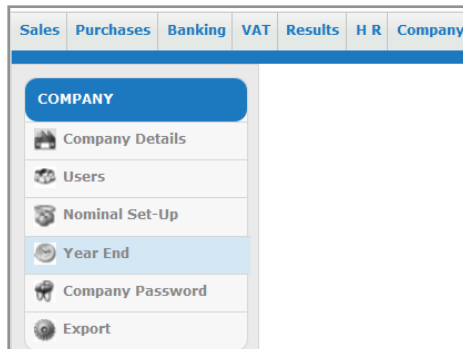 Sales Purchases Banking VAT Results H R Company
COMPANY
Company Details
Users
Nominal Set-Up
Year End
Company Password
Export